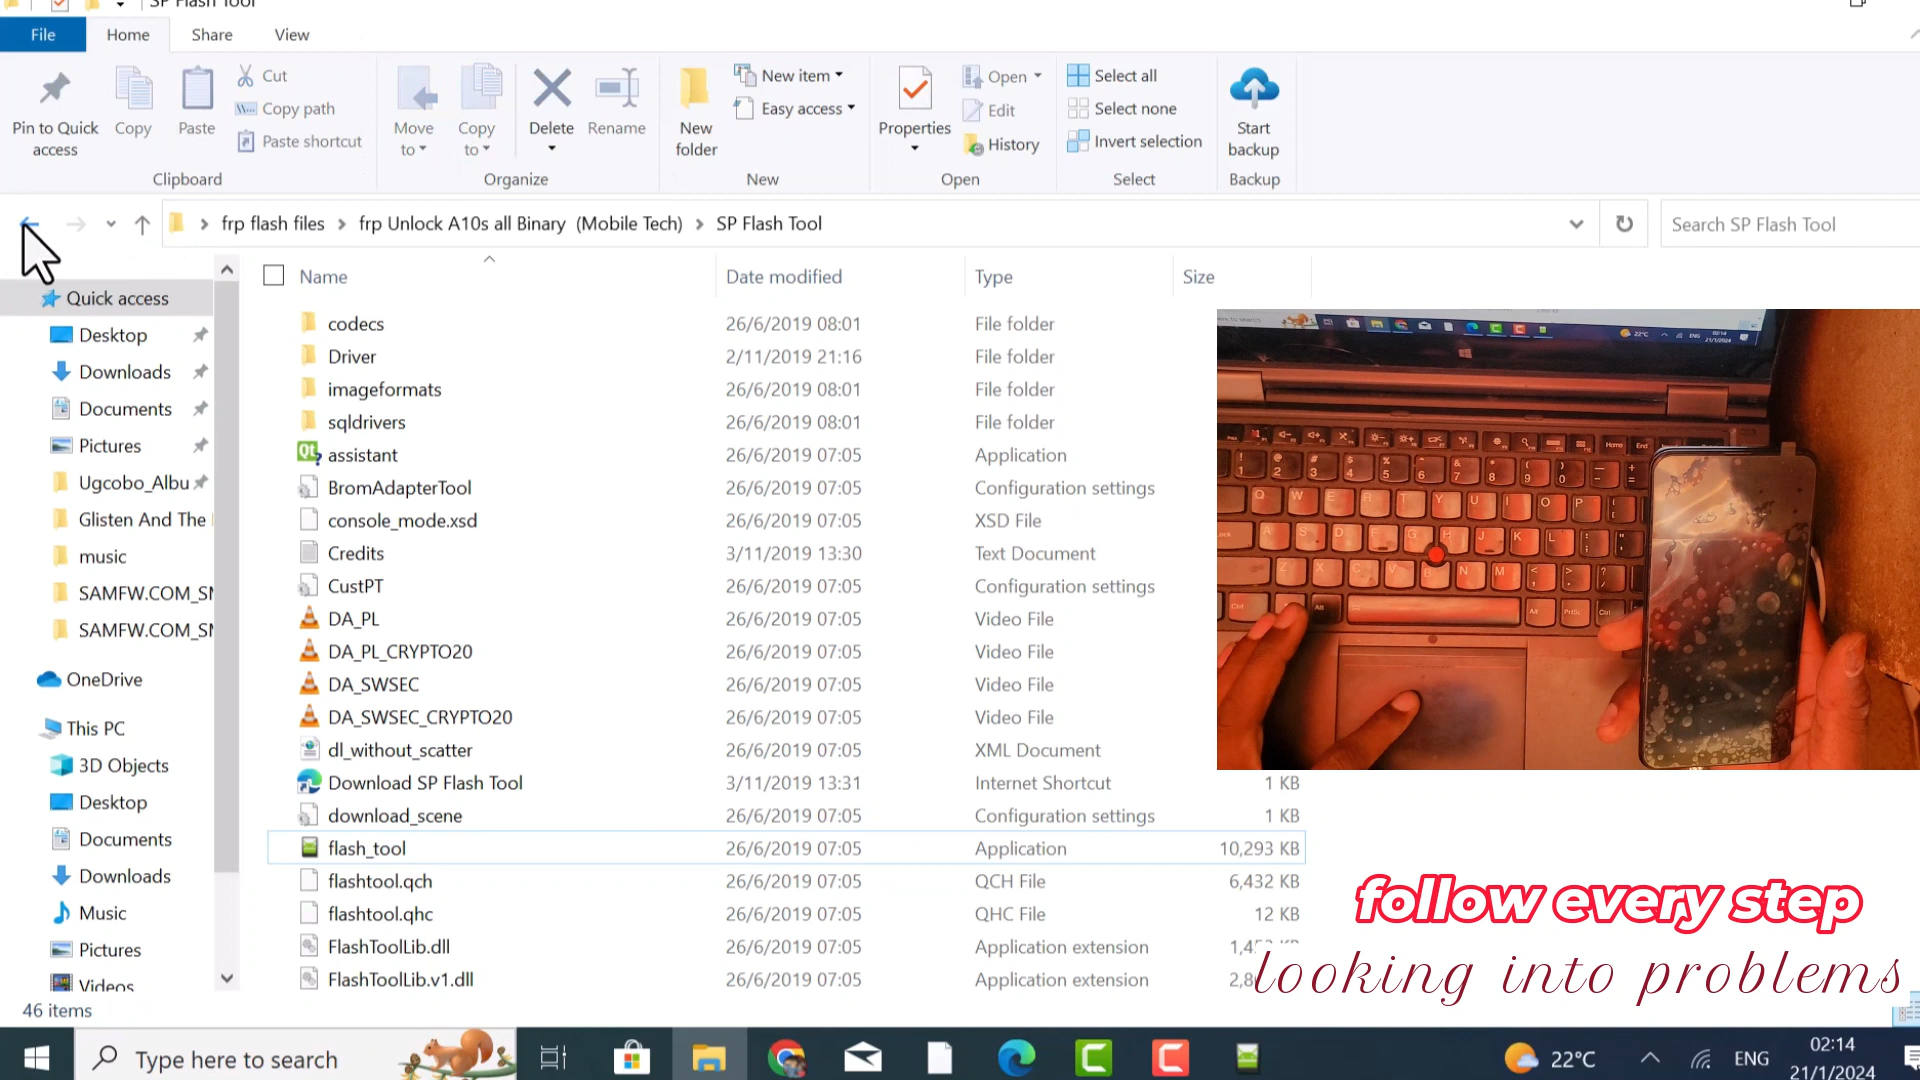 SP Flash Tool
File
Home
Share
View
Pin to Quick access
Copy
Paste
Cut
Copy path
Paste shortcut
Clipboard
Move to
Copy to
Delete
Rename
Organize
New folder
New item
Easy access
New
Properties
Open
Edit
History
Open
Select all
Select none
Invert selection
Select
Start backup
Backup
frp flash files
frp Unlock A10s all Binary (Mobile Tech)
SP Flash Tool
Search SP Flash Tool
Quick access
Desktop
Downloads
Documents
Pictures
Ugcobo_Albu
Glisten And The
music
SAMFW.COM_SM
SAMFW.COM_SM
OneDrive
This PC
3D Objects
Desktop
Documents
Downloads
Music
Pictures
Videos
Name Date modified Type Size
codecs 26/6/2019 08:01 File folder
Driver 2/11/2019 21:16 File folder
imageformats 26/6/2019 08:01 File folder
sqldrivers 26/6/2019 08:01 File folder
assistant 26/6/2019 07:05 Application
BromAdapterTool 26/6/2019 07:05 Configuration settings
console_mode.xsd 26/6/2019 07:05 XSD File
Credits 3/11/2019 13:30 Text Document
CustPT 26/6/2019 07:05 Configuration settings
DA_PL 26/6/2019 07:05 Video File
DA_PL_CRYPTO20 26/6/2019 07:05 Video File
DA_SWSEC 26/6/2019 07:05 Video File
DA_SWSEC_CRYPTO20 26/6/2019 07:05 Video File
dl_without_scatter 26/6/2019 07:05 XML Document
Download SP Flash Tool 3/11/2019 13:31 Internet Shortcut 1 KB
download_scene 26/6/2019 07:05 Configuration settings 1 KB
flash_tool 26/6/2019 07:05 Application 10,293 KB
flashtool.qch 26/6/2019 07:05 QCH File 6,432 KB
flashtool.qhc 26/6/2019 07:05 QHC File 12 KB
FlashToolLib.dll 26/6/2019 07:05 Application extension
FlashToolLib.v1.dll 26/6/2019 07:05 Application extension
follow every step
looking into problems
46 items
Type here to search
22°C
ENG
02:14
21/1/2024